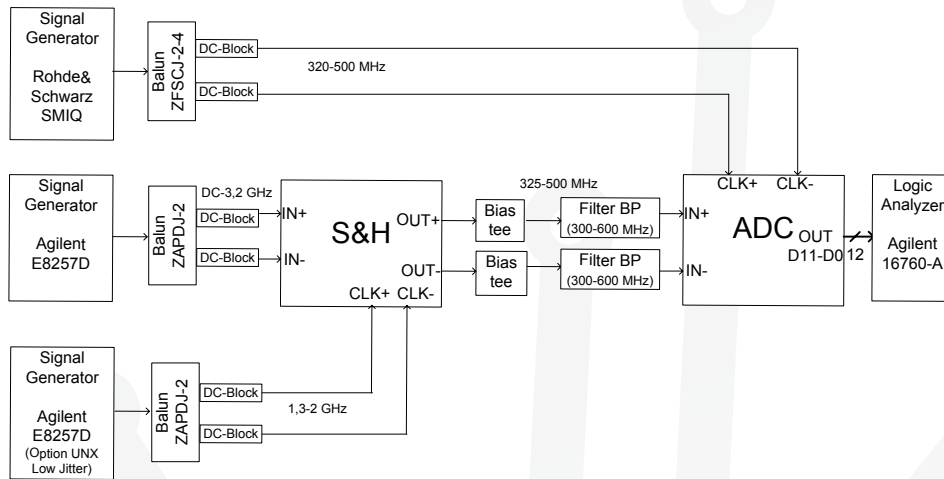 Signal
Generator
Rohde&
Schwarz
SMIQ
Balun
ZFSCJ-2-4
DC-Block
DC-Block
320-500 MHz
Signal
Generator
Agilent
E8257D
Balun
ZAPDJ-2
DC-3,2 GHz
DC-Block
DC-Block
IN+
IN-
S&H
OUT+
OUT-
CLK+ CLK-
Bias
tee
Bias
tee
325-500 MHz
Filter BP
(300-600 MHz)
Filter BP
(300-600 MHz)
CLK+ CLK-
IN+
IN-
ADC
OUT
D11-D0
12
Logic
Analyzer
Agilent
16760-A
Signal
Generator
Agilent
E8257D
(Option UNX
Low Jitter)
Balun
ZAPDJ-2
DC-Block
DC-Block
1,3-2 GHz